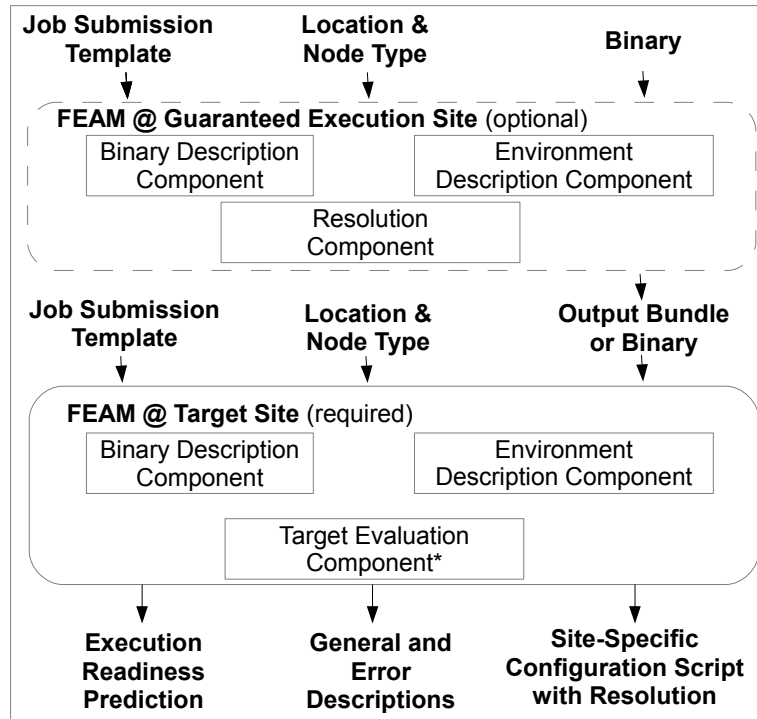 Job Submission
Template
Location &
Node Type
Binary
FEAM @ Guaranteed Execution Site (optional)
Binary Description
Component
Environment
Description Component
Resolution
Component
Job Submission
Template
Location &
Node Type
Output Bundle
or Binary
FEAM @ Target Site (required)
Binary Description
Component
Environment
Description Component
Target Evaluation
Component*
Execution
Readiness
Prediction
General and
Error
Descriptions
Site-Specific
Configuration Script
with Resolution